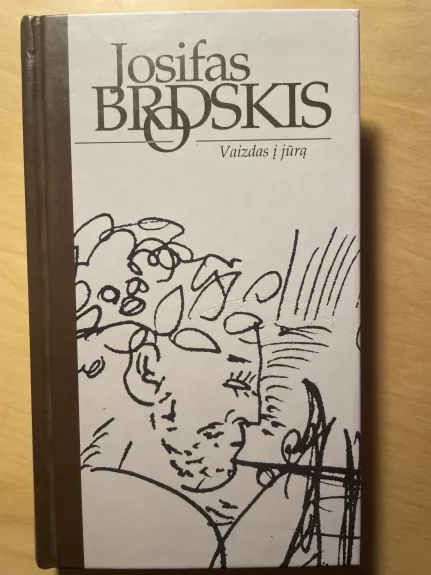 Josifas
BRODSKIS
Vaizdas į jūrą